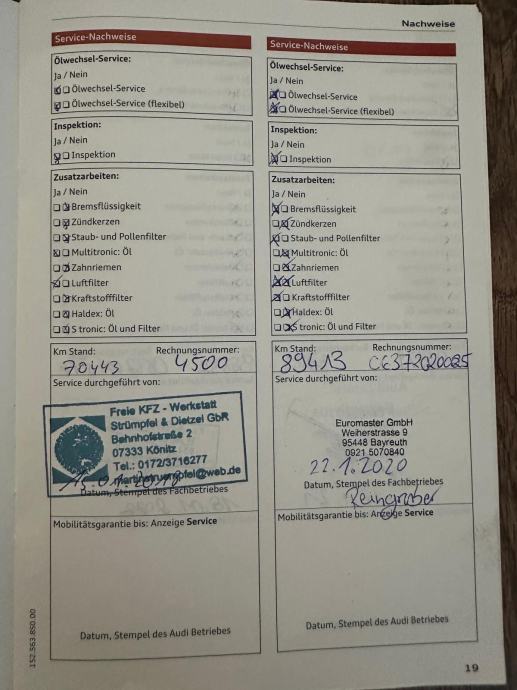 Nachweise
Service-Nachweise
Ölwechsel-Service:
Ja / Nein
Ölwechsel-Service
Ölwechsel-Service (flexibel)
Inspektion:
Ja / Nein
Inspektion
Zusatzarbeiten:
Ja / Nein
Bremsflüssigkeit
Zündkerzen
Staub- und Pollenfilter
Multitronic: Öl
Zahnriemen
Luftfilter
Kraftstofffilter
Haldex: Öl
S tronic: Öl und Filter
Km Stand: Rechnungsnummer:
70443 4500
Service durchgeführt von:
Freie KFZ - Werkstatt
Strümpfel & Dietzel GbR
Bahnhofstraße 2
07333 Könitz
Tel.: 0172/3716277
Datum, Stempel des Fachbetriebes
Mobilitätsgarantie bis: Anzeige Service
Datum, Stempel des Audi Betriebes
Service-Nachweise
Ölwechsel-Service:
Ja / Nein
Ölwechsel-Service
Ölwechsel-Service (flexibel)
Inspektion:
Ja / Nein
Inspektion
Zusatzarbeiten:
Ja / Nein
Bremsflüssigkeit
Zündkerzen
Staub- und Pollenfilter
Multitronic: Öl
Zahnriemen
Luftfilter
Kraftstofffilter
Haldex: Öl
S tronic: Öl und Filter
Km Stand: Rechnungsnummer:
89413
Service durchgeführt von:
Euromaster GmbH
Weiherstrasse 9
95448 Bayreuth
0921 5070840
22.1.2020
Datum, Stempel des Fachbetriebes
Mobilitätsgarantie bis: Anzeige Service
Datum, Stempel des Audi Betriebes
152.563.850.00
19